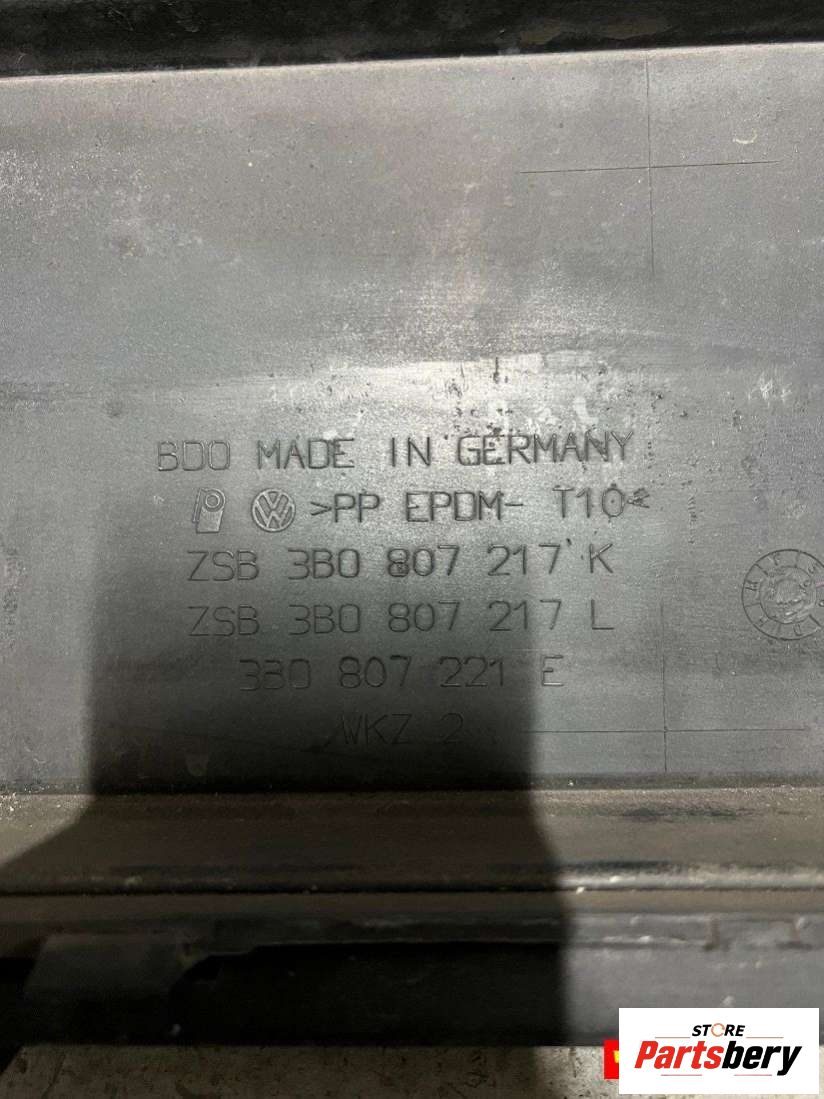 BDO MADE IN GERMANY
>PP EPDM- T10<
ZSB 3B0 807 217 K
ZSB 3B0 807 217 L
3B0 807 221 E
WKZ 2
STORE
Partsbery